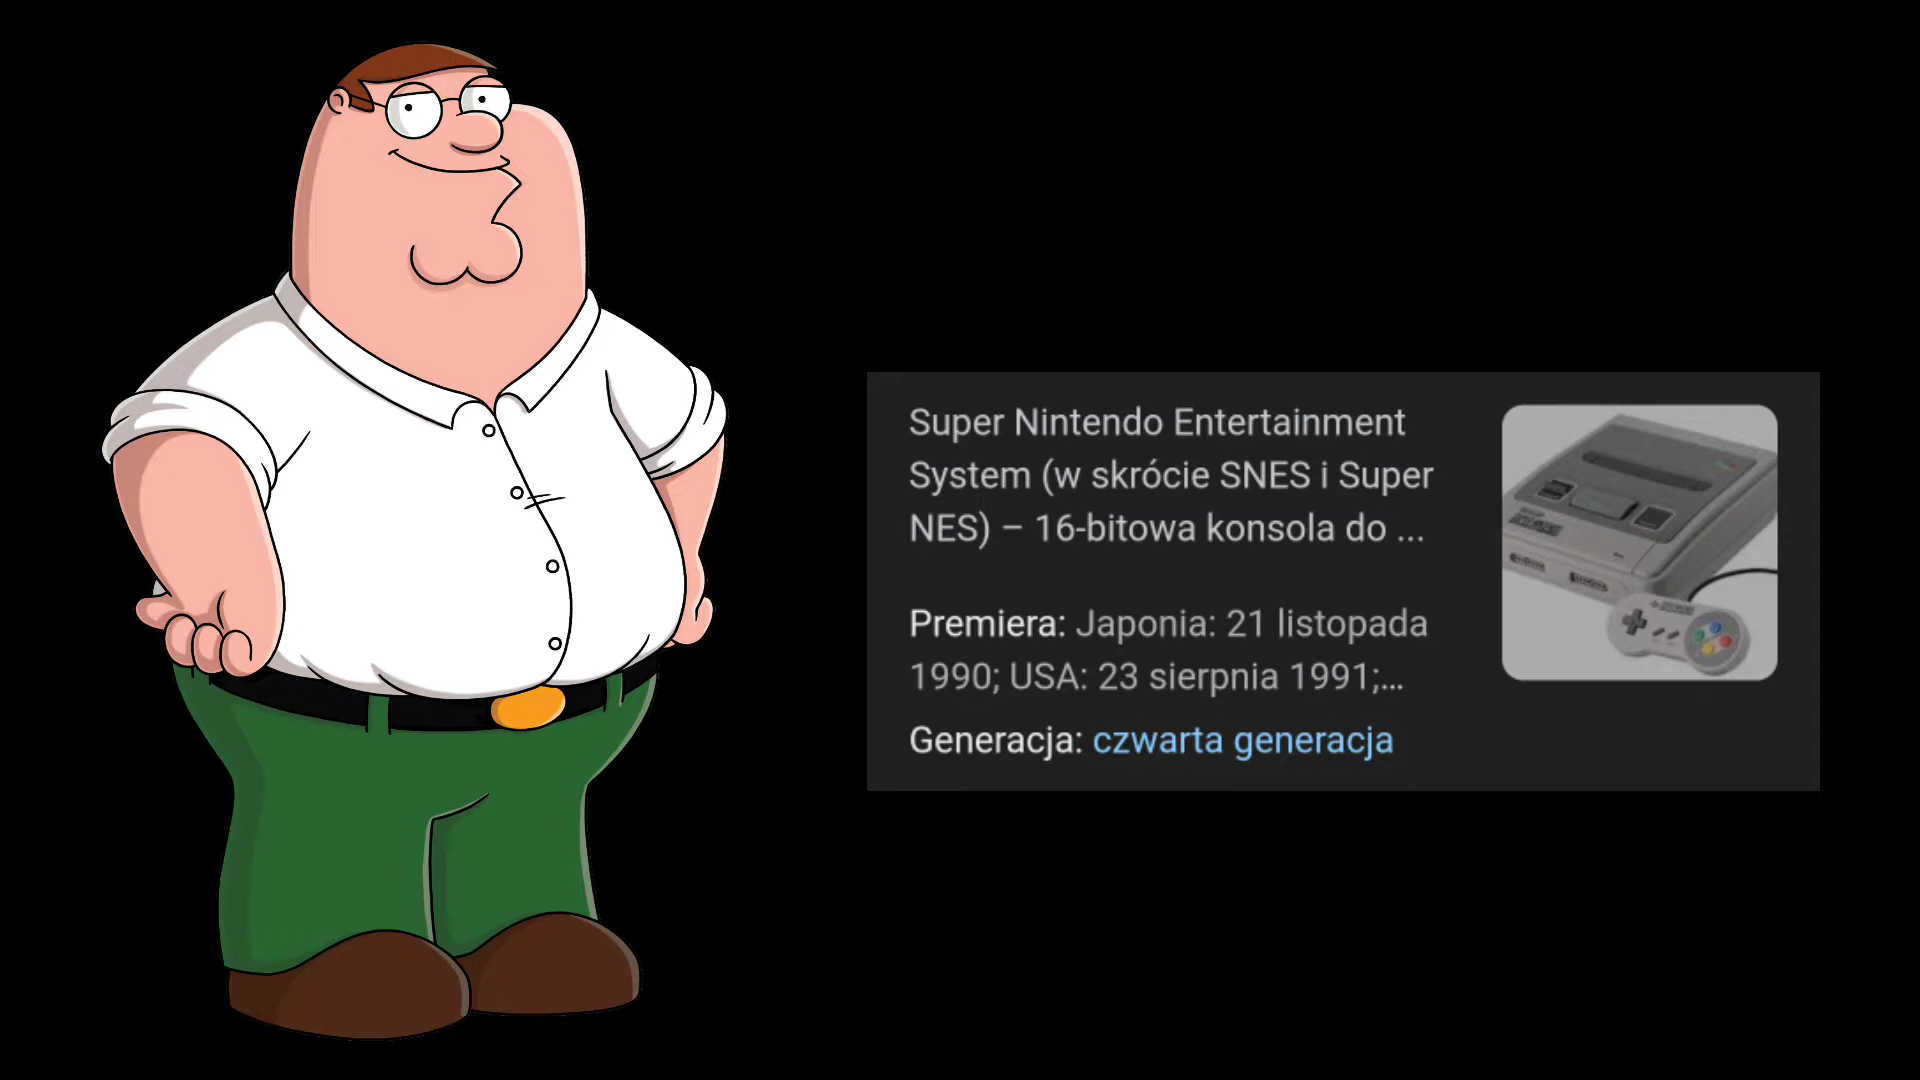 Super Nintendo Entertainment
System (w skrócie SNES i Super
NES) – 16-bitowa konsola do ...
Premiera: Japonia: 21 listopada
1990; USA: 23 sierpnia 1991;...
Generacja: czwarta generacja